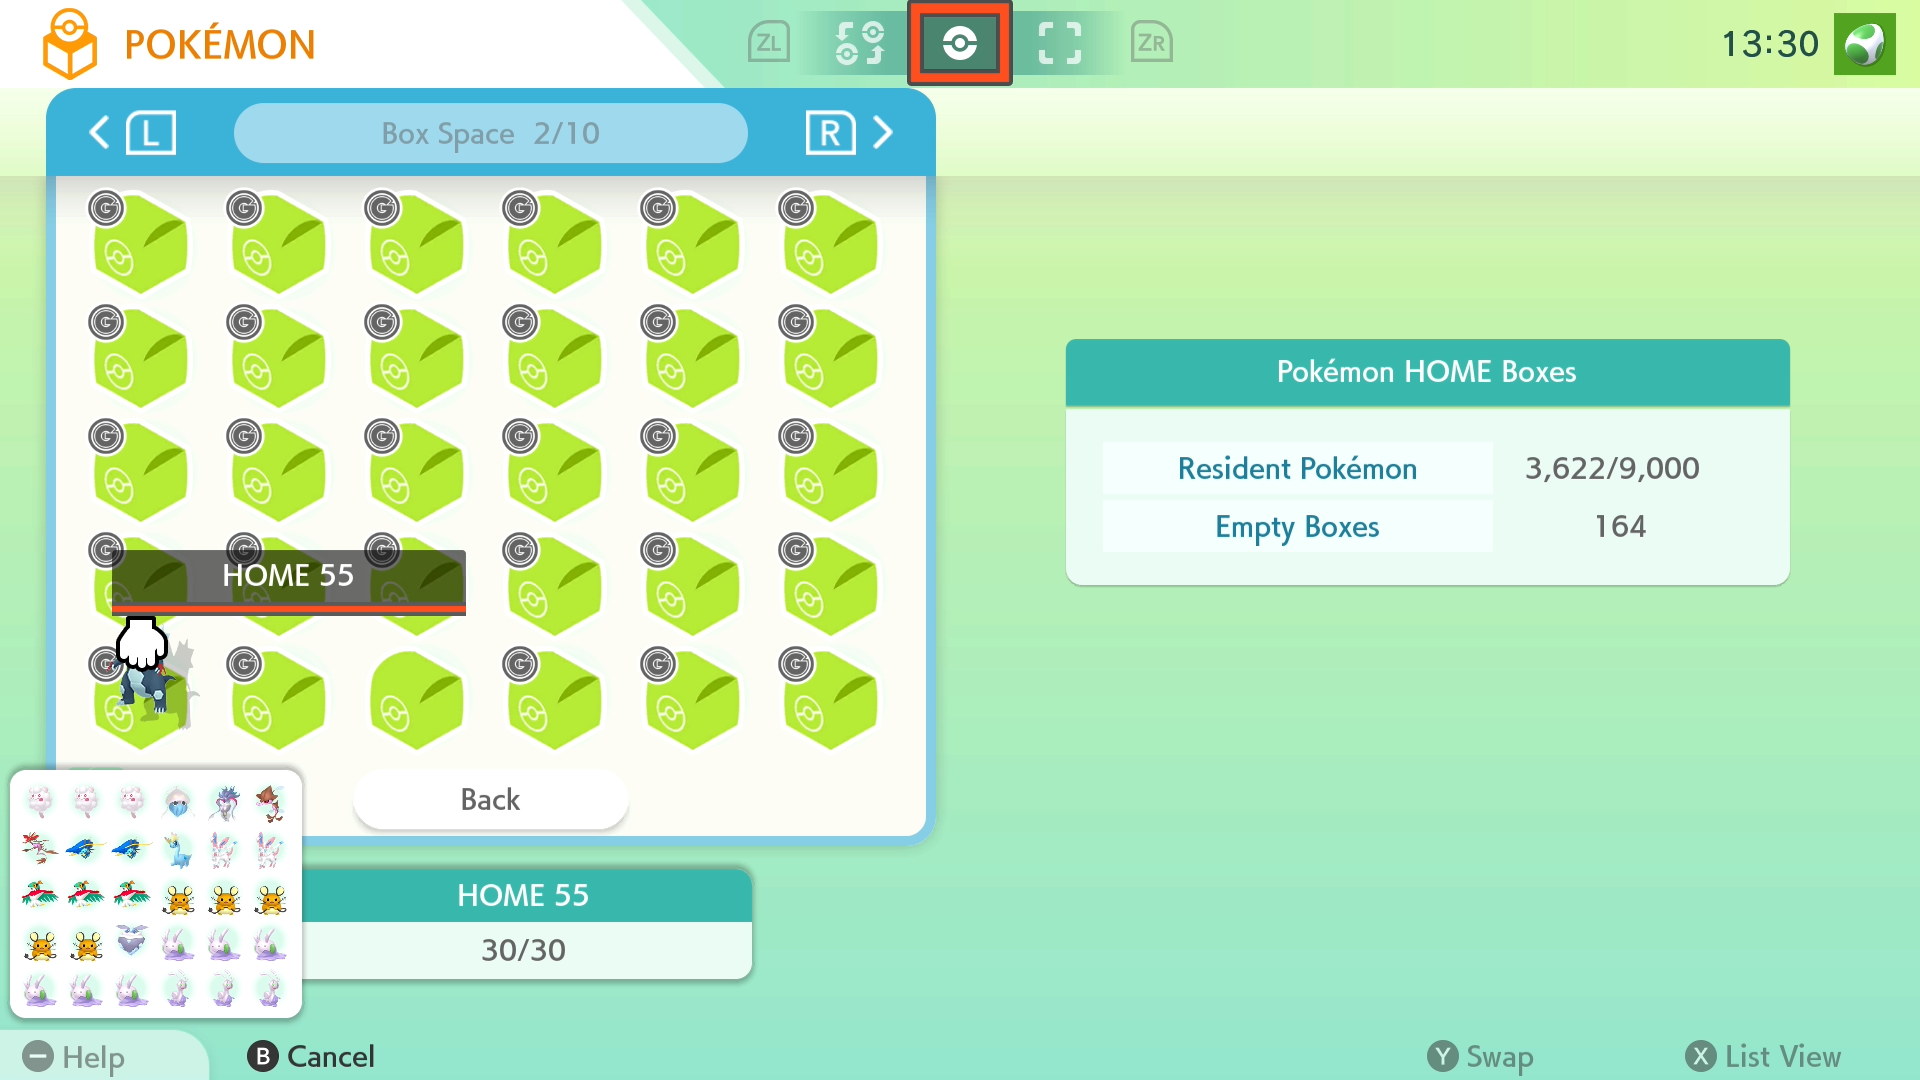 POKÉMON
ZL
ZR
13:30
L
Box Space 2/10
R
HOME 55
Pokémon HOME Boxes
Resident Pokémon 3,622/9,000
Empty Boxes 164
Back
HOME 55
30/30
Help
B Cancel
Y Swap
X List View